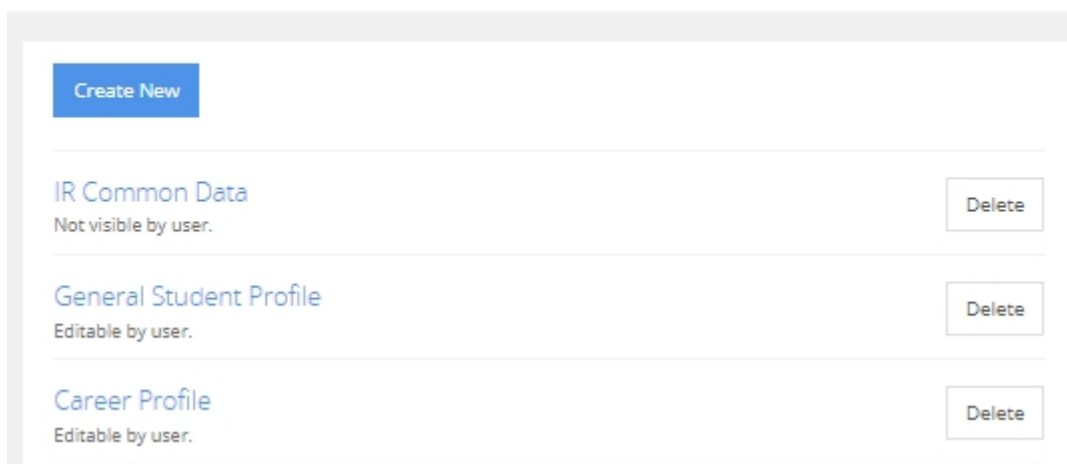 Create New
IR Common Data
Not visible by user.
Delete
General Student Profile
Editable by user.
Delete
Career Profile
Editable by user.
Delete